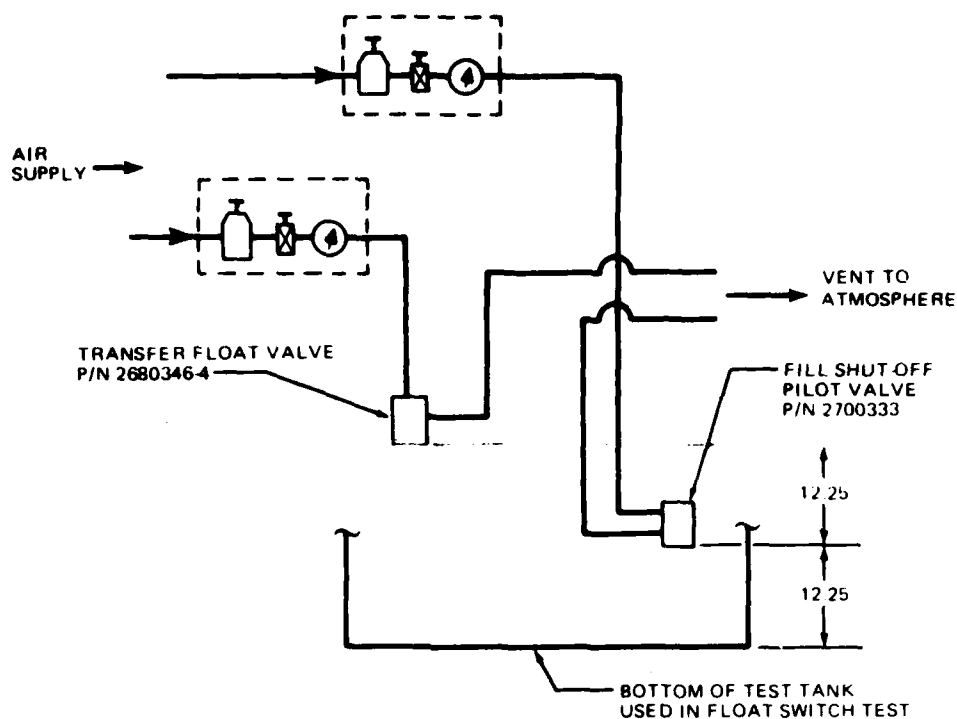 AIR
SUPPLY
VENT TO
ATMOSPHERE
TRANSFER FLOAT VALVE
P/N 2680346-4
FILL SHUT-OFF
PILOT VALVE
P/N 2700333
12.25
12.25
BOTTOM OF TEST TANK
USED IN FLOAT SWITCH TEST